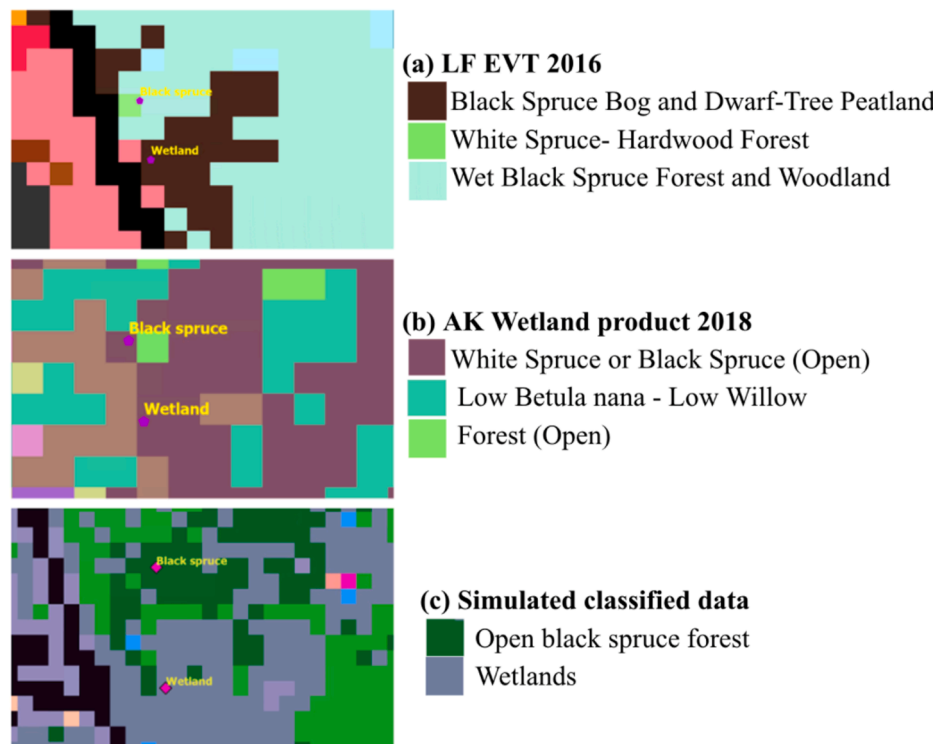 Black spruce
Wetland
(a) LF EVT 2016
Black Spruce Bog and Dwarf-Tree Peatland
White Spruce- Hardwood Forest
Wet Black Spruce Forest and Woodland
Black spruce
Wetland
(b) AK Wetland product 2018
White Spruce or Black Spruce (Open)
Low Betula nana - Low Willow
Forest (Open)
Black spruce
Wetland
(c) Simulated classified data
Open black spruce forest
Wetlands